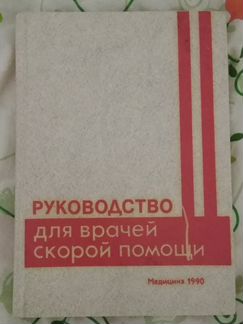 РУКОВОДСТВО
для врачей
скорой помощи
Медицина 1990